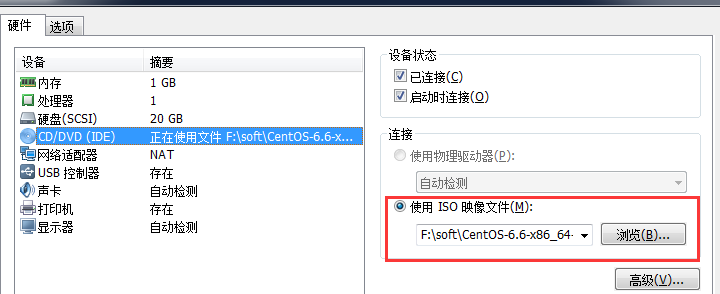 硬件 选项
设备 摘要
内存 1 GB
处理器 1
硬盘(SCSI) 20 GB
CD/DVD (IDE) 正在使用文件 F:\soft\CentOS-6.6-x...
网络适配器 NAT
USB 控制器 存在
声卡 自动检测
打印机 存在
显示器 自动检测
设备状态
已连接(C)
启动时连接(O)
连接
使用物理驱动器(P):
自动检测
使用 ISO 映像文件(M):
F:\soft\CentOS-6.6-x86_64- 浏览(B)...
高级(V)...